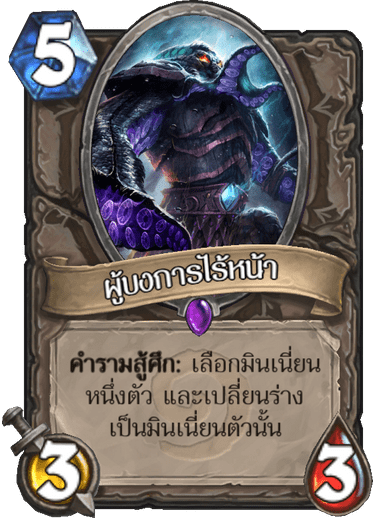 5
ผู้บงการไร้หน้า
คำรามสู้ศึก: เลือกมินเนี่ยน
หนึ่งตัว และเปลี่ยนร่าง
เป็นมินเนี่ยนตัวนั้น
3
3